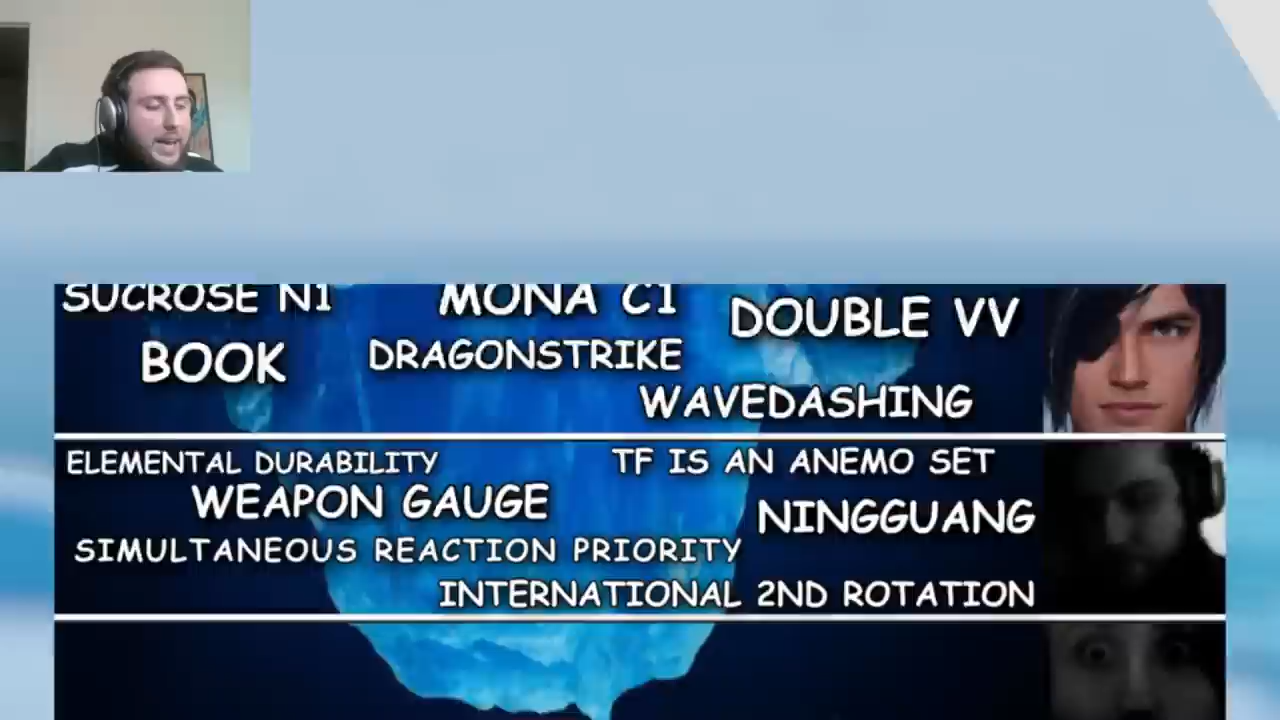 SUCROSE N1
MONA C1
DOUBLE VV
BOOK
DRAGONSTRIKE
WAVEDASHING
ELEMENTAL DURABILITY
TF IS AN ANEMO SET
WEAPON GAUGE
NINGGUANG
SIMULTANEOUS REACTION PRIORITY
INTERNATIONAL 2ND ROTATION